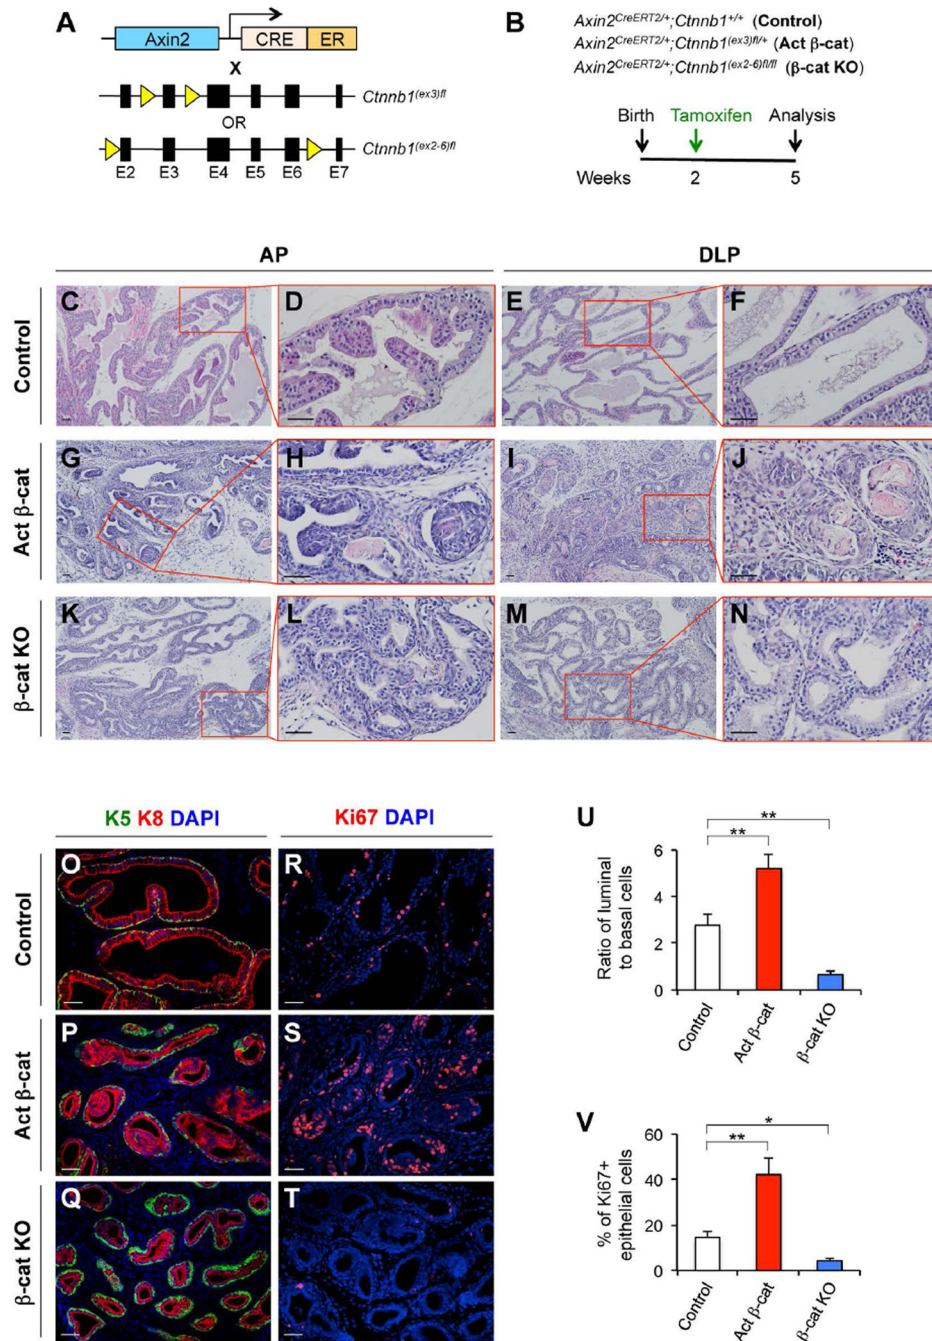 A
Axin2 CRE ER
X
Ctnnb1(ex3)fl
OR
Ctnnb1(ex2-6)fl
E2 E3 E4 E5 E6 E7
B
Axin2CreERT2/+;Ctnnb1+/+ (Control)
Axin2CreERT2/+;Ctnnb1(ex3)fl/+ (Act β-cat)
Axin2CreERT2/+;Ctnnb1(ex2-6)fl/fl (β-cat KO)
Birth Tamoxifen Analysis
Weeks 2 5
AP DLP
Control
C D E F
Act β-cat
G H I J
β-cat KO
K L M N
K5 K8 DAPI Ki67 DAPI
Control
O R
Act β-cat
P S
β-cat KO
Q T
U
Ratio of luminal
to basal cells
6
4
2
0
**
**
Control Act β-cat β-cat KO
V
% of Ki67+
epithelial cells
60
40
20
0
*
**
Control Act β-cat β-cat KO